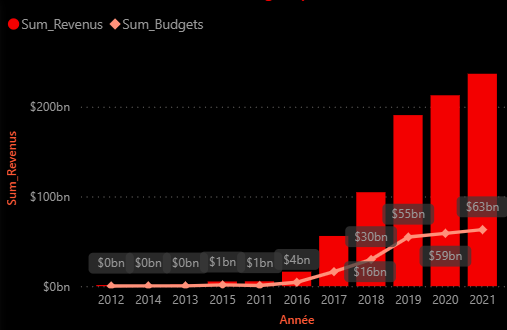 Sum_Revenus Sum_Budgets
$200bn
$100bn
$0bn
Sum_Revenus
$0bn $0bn $0bn $1bn $1bn $4bn $16bn $30bn $55bn $59bn $63bn
2012 2014 2013 2015 2011 2016 2017 2018 2019 2020 2021
Année